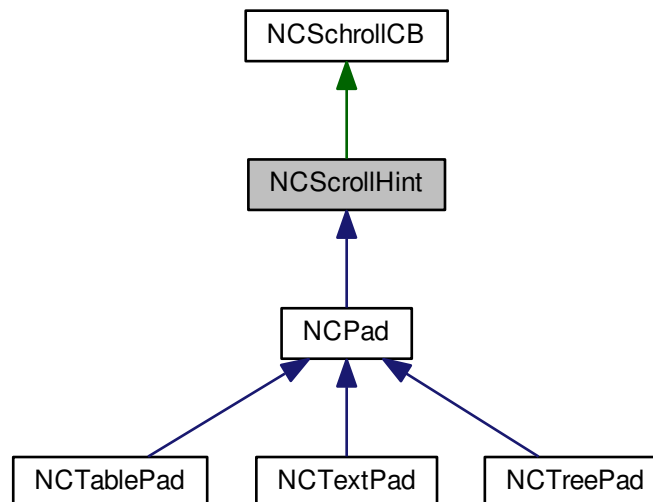 NCSchrollCB
NCScrollHint
NCPad
NCTablePad
NCTextPad
NCTreePad